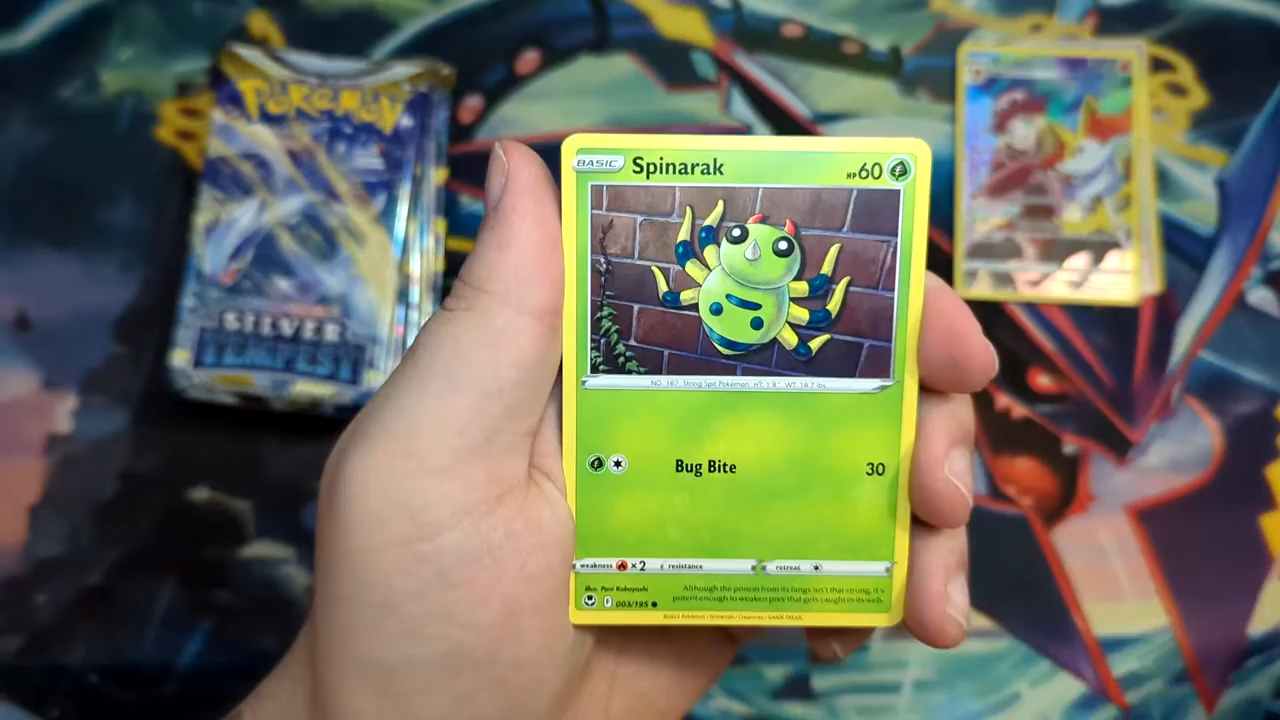 Pokémon
SILVER
TEMPEST
BASIC Spinarak HP 60
NO. 167 String Spit Pokémon HT: 1'8" WT: 18.7 lbs.
Bug Bite 30
weakness ×2 resistance retreat
Illus. Pani Kobayashi
Although the poison from its fangs isn't that strong, it's
potent enough to weaken prey that gets caught in its web.
F 003/195
©2022 Pokémon / Nintendo / Creatures / GAME FREAK